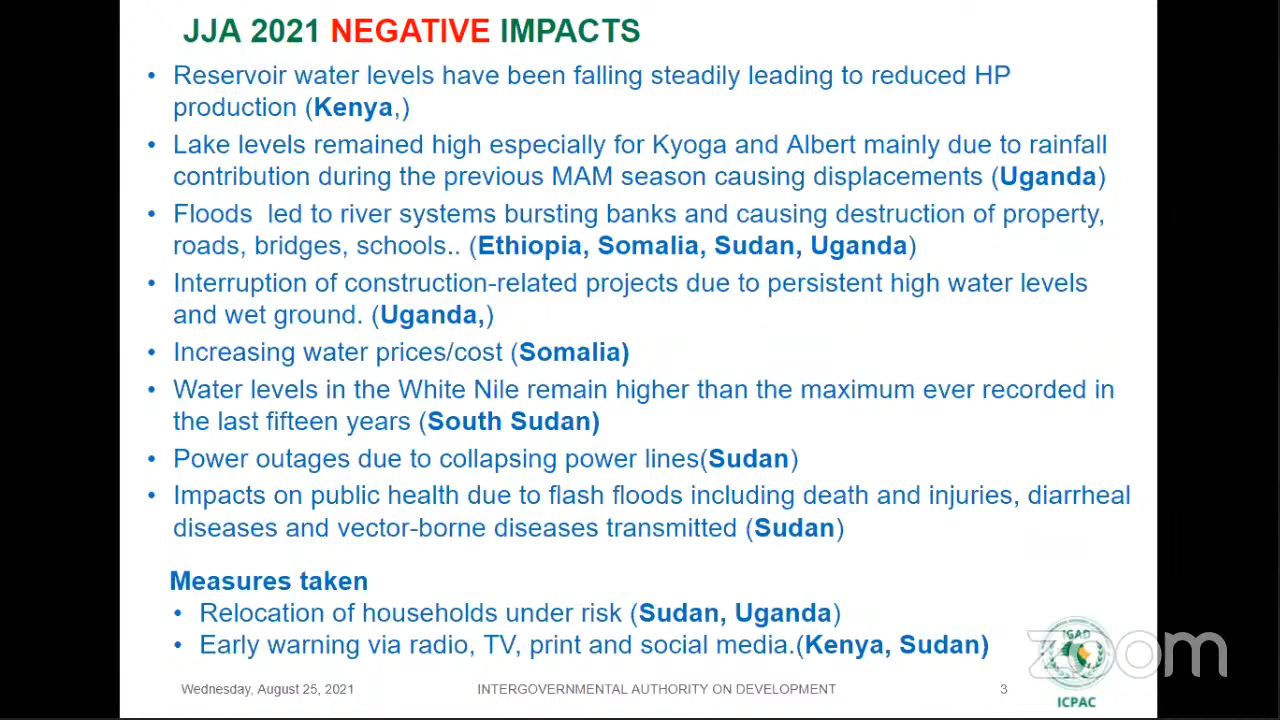 JJA 2021 NEGATIVE IMPACTS
• Reservoir water levels have been falling steadily leading to reduced HP
production (Kenya,)
• Lake levels remained high especially for Kyoga and Albert mainly due to rainfall
contribution during the previous MAM season causing displacements (Uganda)
• Floods led to river systems bursting banks and causing destruction of property,
roads, bridges, schools.. (Ethiopia, Somalia, Sudan, Uganda)
• Interruption of construction-related projects due to persistent high water levels
and wet ground. (Uganda,)
• Increasing water prices/cost (Somalia)
• Water levels in the White Nile remain higher than the maximum ever recorded in
the last fifteen years (South Sudan)
• Power outages due to collapsing power lines(Sudan)
• Impacts on public health due to flash floods including death and injuries, diarrheal
diseases and vector-borne diseases transmitted (Sudan)
Measures taken
• Relocation of households under risk (Sudan, Uganda)
• Early warning via radio, TV, print and social media.(Kenya, Sudan)
IGAD
zoom
Wednesday, August 25, 2021 INTERGOVERNMENTAL AUTHORITY ON DEVELOPMENT 3
ICPAC